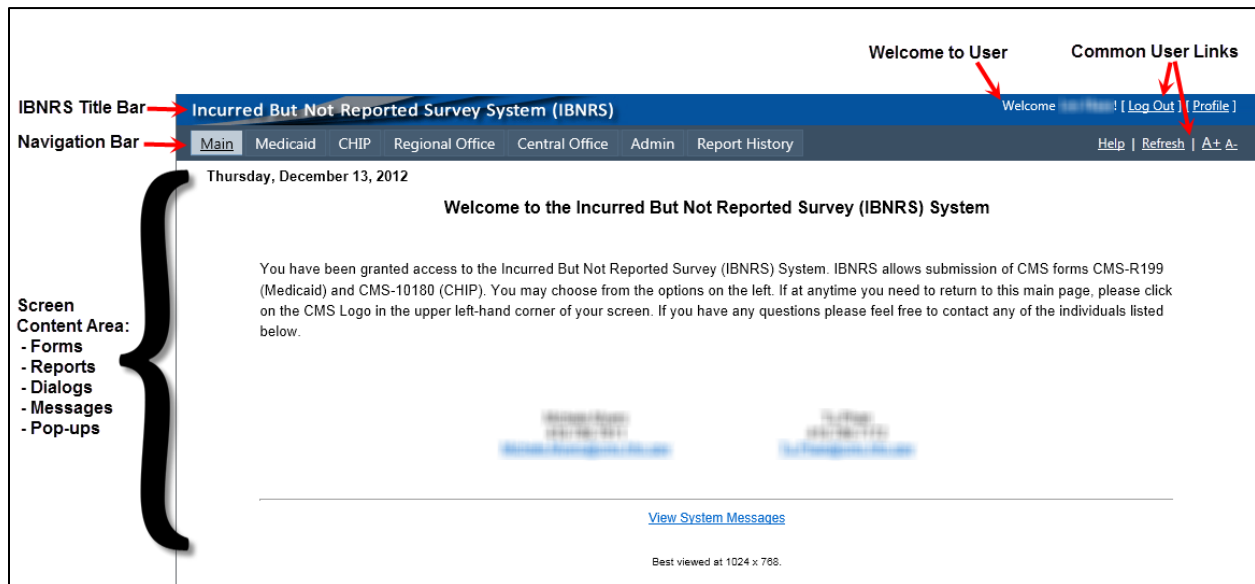 Welcome to User
Common User Links
IBNRS Title Bar
Incurred But Not Reported Survey System (IBNRS)
Welcome ! [ Log Out ] [ Profile ]
Navigation Bar
Main Medicaid CHIP Regional Office Central Office Admin Report History
Help | Refresh | A+ A-
Thursday, December 13, 2012
Welcome to the Incurred But Not Reported Survey (IBNRS) System
You have been granted access to the Incurred But Not Reported Survey (IBNRS) System. IBNRS allows submission of CMS forms CMS-R199
(Medicaid) and CMS-10180 (CHIP). You may choose from the options on the left. If at anytime you need to return to this main page, please click
on the CMS Logo in the upper left-hand corner of your screen. If you have any questions please feel free to contact any of the individuals listed
below.
Screen
Content Area:
- Forms
- Reports
- Dialogs
- Messages
- Pop-ups
View System Messages
Best viewed at 1024 x 768.